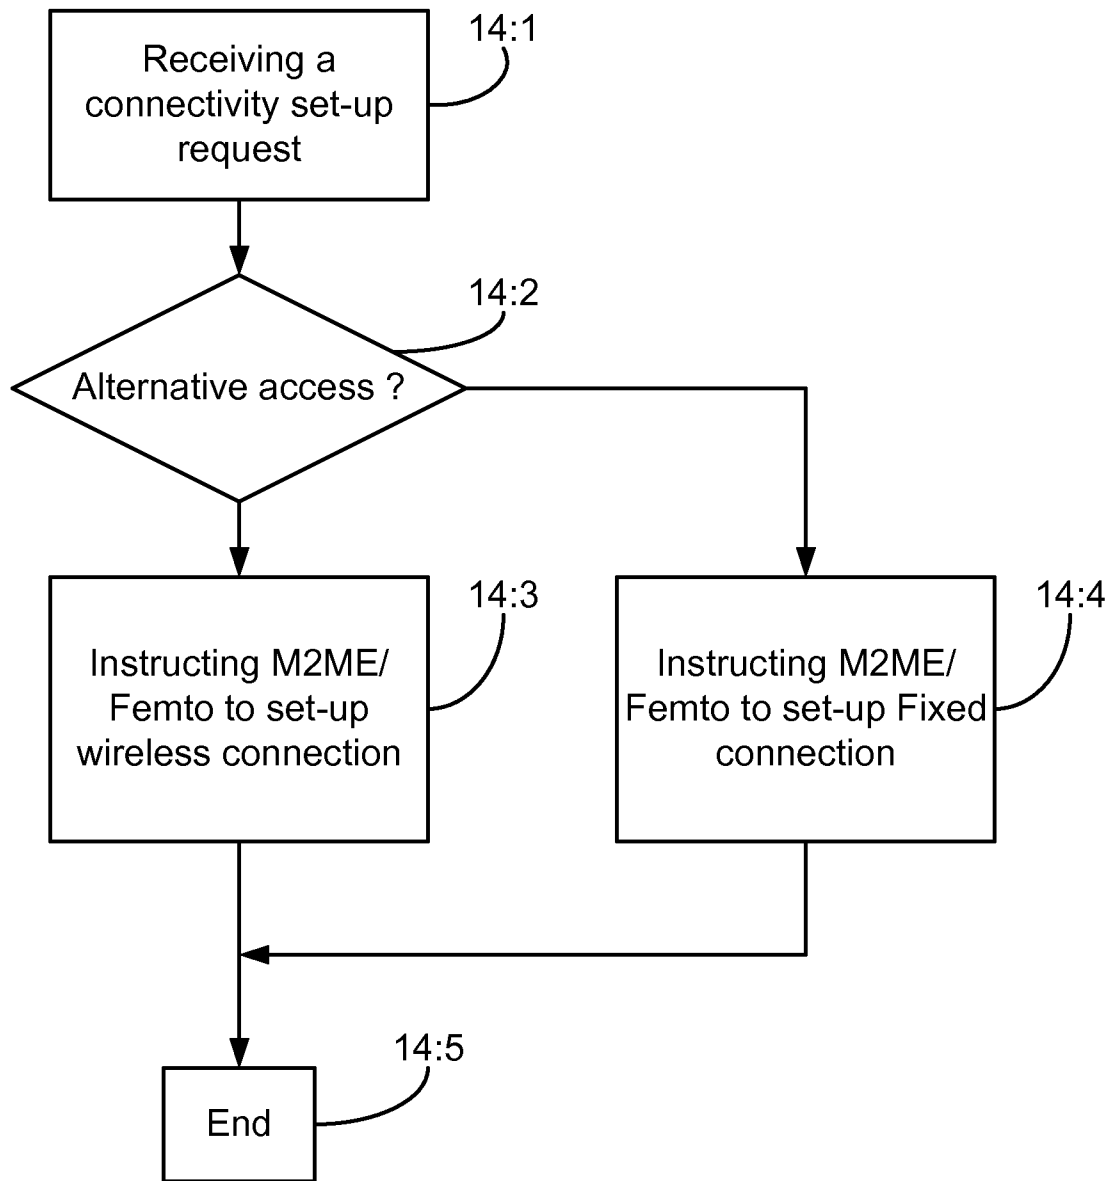 14:1
Receiving a
connectivity set-up
request
14:2
Alternative access ?
14:3
Instructing M2ME/
Femto to set-up
wireless connection
14:4
Instructing M2ME/
Femto to set-up Fixed
connection
14:5
End